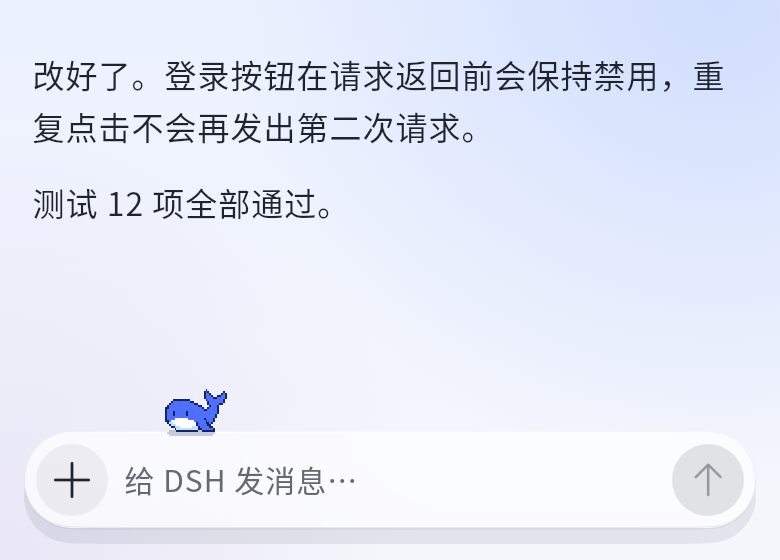 改好了。登录按钮在请求返回前会保持禁用，重
复点击不会再发出第二次请求。
测试 12 项全部通过。
给 DSH 发消息…